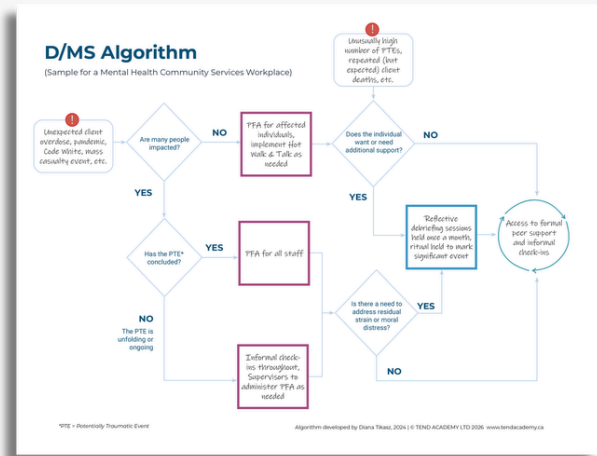 D/MS Algorithm
(Sample for a Mental Health Community Services Workplace)
!
Unusually high
number of PTEs,
repeated (but
expected) client
deaths, etc.
!
Unexpected client
overdose, pandemic,
Code White, mass
casualty event, etc.
Are many people
impacted?
NO
PFA for affected
individuals,
implement Hot
Walk & Talk as
needed
Does the individual
want or need
additional support?
NO
YES
YES
Has the PTE*
concluded?
YES
PFA for all staff
Reflective
debriefing sessions
held once a month,
ritual held to mark
significant event
Access to formal
peer support
and informal
check-ins
NO
The PTE is
unfolding or
ongoing
Is there a need to
address residual
strain or moral
distress?
YES
NO
Informal check-
ins throughout,
Supervisors to
administer PFA as
needed
*PTE = Potentially Traumatic Event
Algorithm developed by Diana Tikasz, 2024 | © TEND ACADEMY LTD 2026 www.tendacademy.ca